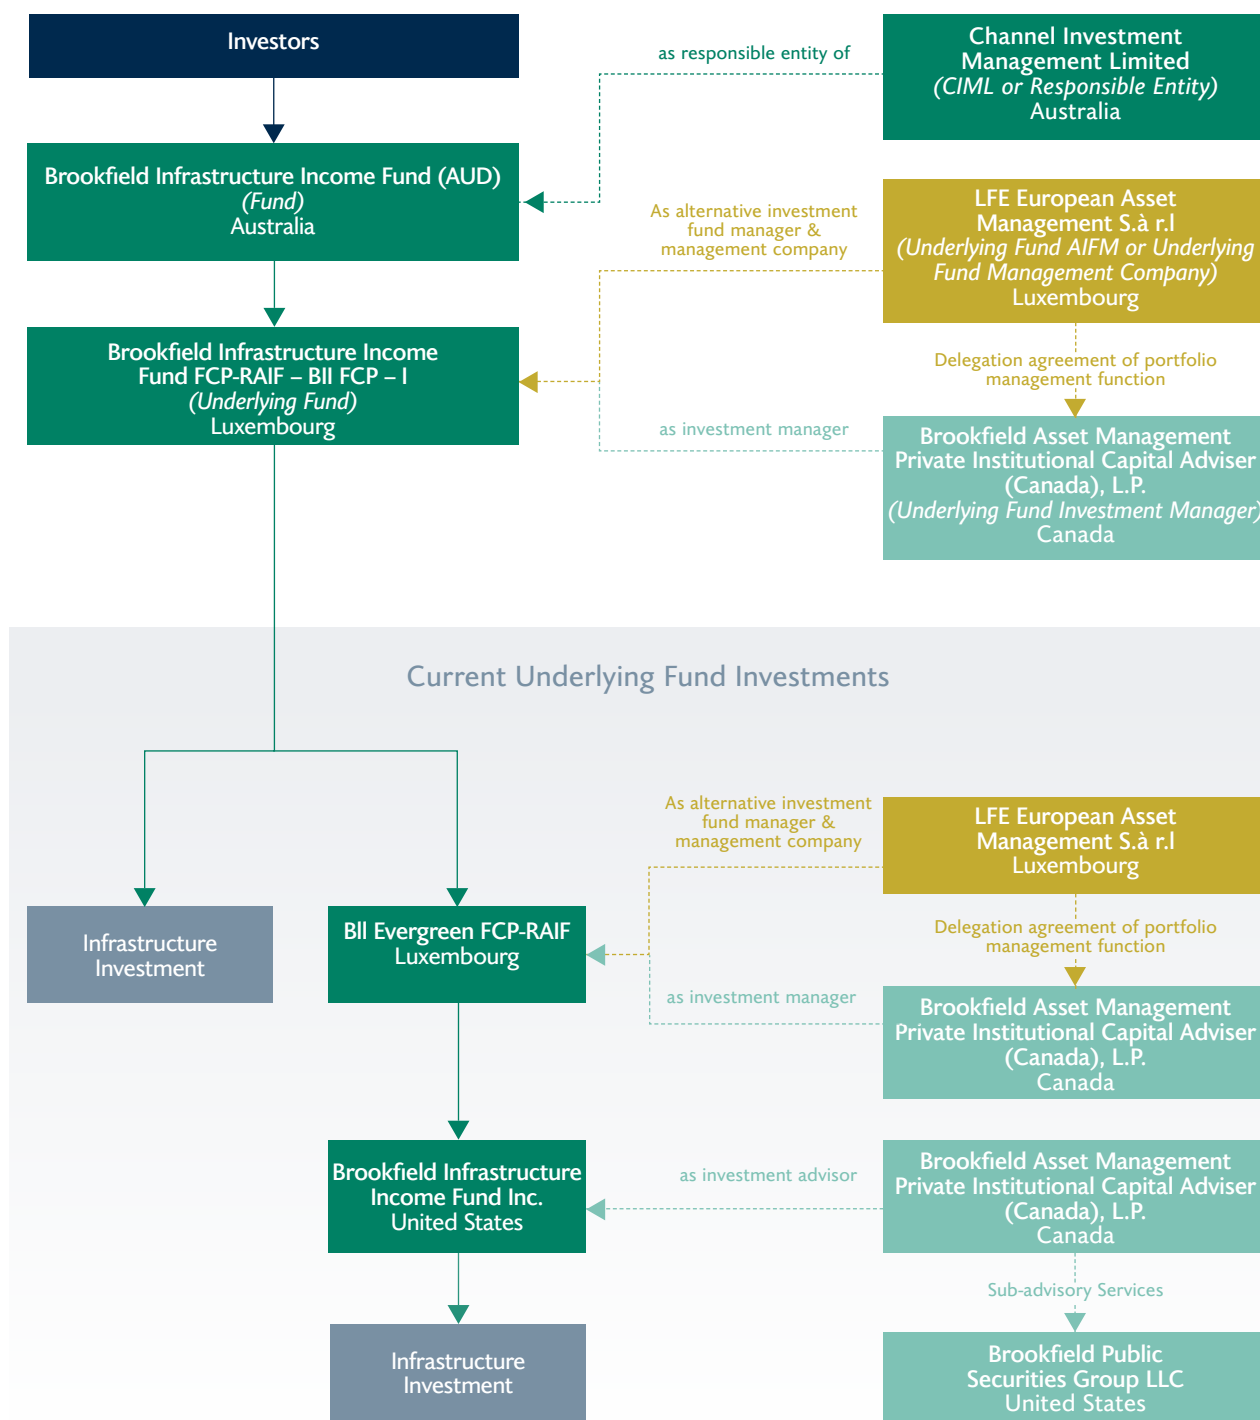 Investors
as responsible entity of
Channel Investment
Management Limited
(CIML or Responsible Entity)
Australia
Brookfield Infrastructure Income Fund (AUD)
(Fund)
Australia
As alternative investment
fund manager &
management company
LFE European Asset
Management S.à r.l
(Underlying Fund AIFM or Underlying
Fund Management Company)
Luxembourg
Brookfield Infrastructure Income
Fund FCP-RAIF – BII FCP – I
(Underlying Fund)
Luxembourg
Delegation agreement of portfolio
management function
as investment manager
Brookfield Asset Management
Private Institutional Capital Adviser
(Canada), L.P.
(Underlying Fund Investment Manager)
Canada
Current Underlying Fund Investments
As alternative investment
fund manager &
management company
LFE European Asset
Management S.à r.l
Luxembourg
Infrastructure
Investment
BII Evergreen FCP-RAIF
Luxembourg
Delegation agreement of portfolio
management function
as investment manager
Brookfield Asset Management
Private Institutional Capital Adviser
(Canada), L.P.
Canada
Brookfield Infrastructure
Income Fund Inc.
United States
as investment advisor
Brookfield Asset Management
Private Institutional Capital Adviser
(Canada), L.P.
Canada
Sub-advisory Services
Infrastructure
Investment
Brookfield Public
Securities Group LLC
United States